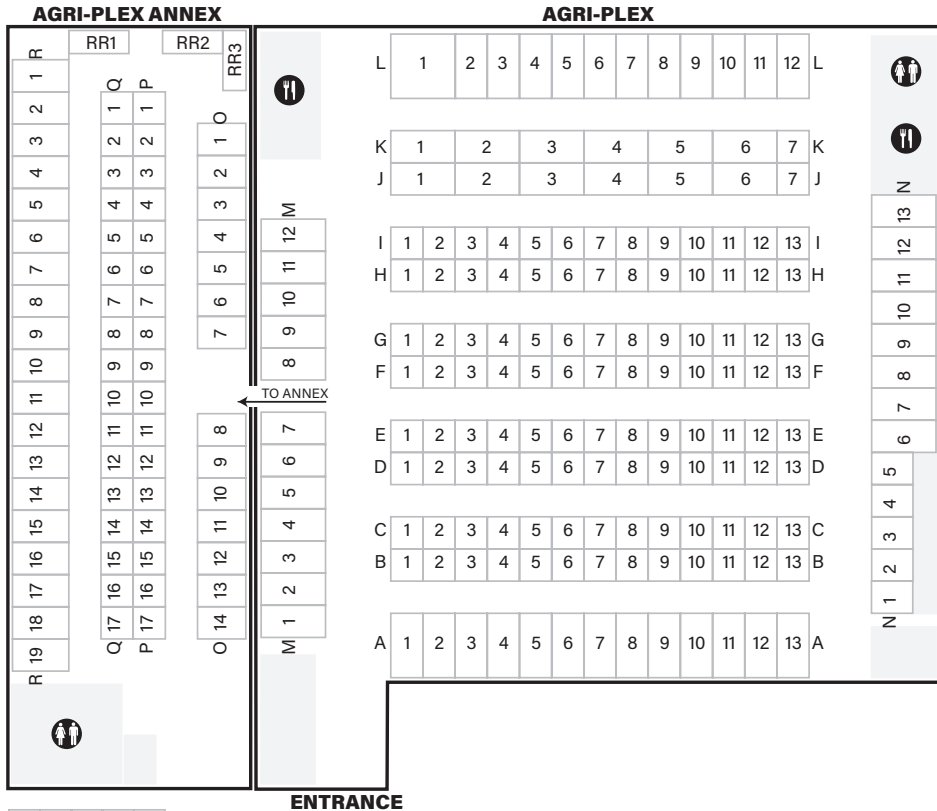 AGRI-PLEX ANNEX
AGRI-PLEX
R
RR1
RR2
RR3
1
2
3
4
5
6
7
8
9
10
11
12
13
14
15
16
17
18
19
R
Q
1
2
3
4
5
6
7
8
9
10
11
12
13
14
15
16
17
Q
P
1
2
3
4
5
6
7
8
9
10
11
12
13
14
15
16
17
P
O
1
2
3
4
5
6
7
8
9
10
11
12
13
14
O
M
12
11
10
9
8
TO ANNEX
7
6
5
4
3
2
1
M
L 1 2 3 4 5 6 7 8 9 10 11 12 L
K 1 2 3 4 5 6 7 K
J 1 2 3 4 5 6 7 J
I 1 2 3 4 5 6 7 8 9 10 11 12 13 I
H 1 2 3 4 5 6 7 8 9 10 11 12 13 H
G 1 2 3 4 5 6 7 8 9 10 11 12 13 G
F 1 2 3 4 5 6 7 8 9 10 11 12 13 F
E 1 2 3 4 5 6 7 8 9 10 11 12 13 E
D 1 2 3 4 5 6 7 8 9 10 11 12 13 D
C 1 2 3 4 5 6 7 8 9 10 11 12 13 C
B 1 2 3 4 5 6 7 8 9 10 11 12 13 B
A 1 2 3 4 5 6 7 8 9 10 11 12 13 A
N
13
12
11
10
9
8
7
6
5
4
3
2
1
N
ENTRANCE